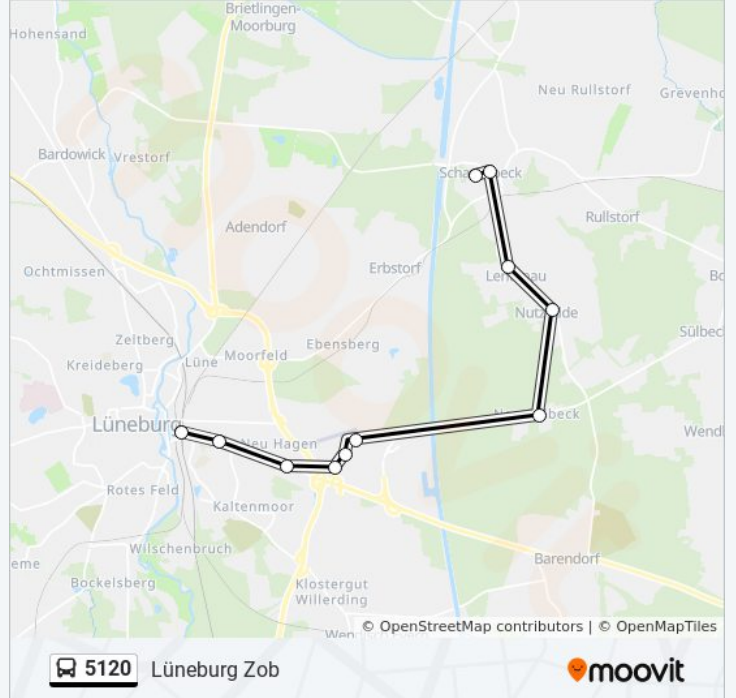 Brietlingen-
Moorburg
Hohensand
Neu Rullstorf
Grevenho
Bardowick
Vrestorf
Rullstorf
Adendorf
Erbstorf
Ochtmissen
Zeltberg
Ebensberg
Sülbec
Kreideberg
Lüne
Moorfeld
Lüneburg
Neu Hagen
Wendl
Rotes Feld
Kaltenmoor
Wilschenbruch
Barendorf
eme
Bockelsberg
Klostergut
Willerding
© OpenStreetMap contributors | © OpenMapTiles
5120 Lüneburg Zob
moovit